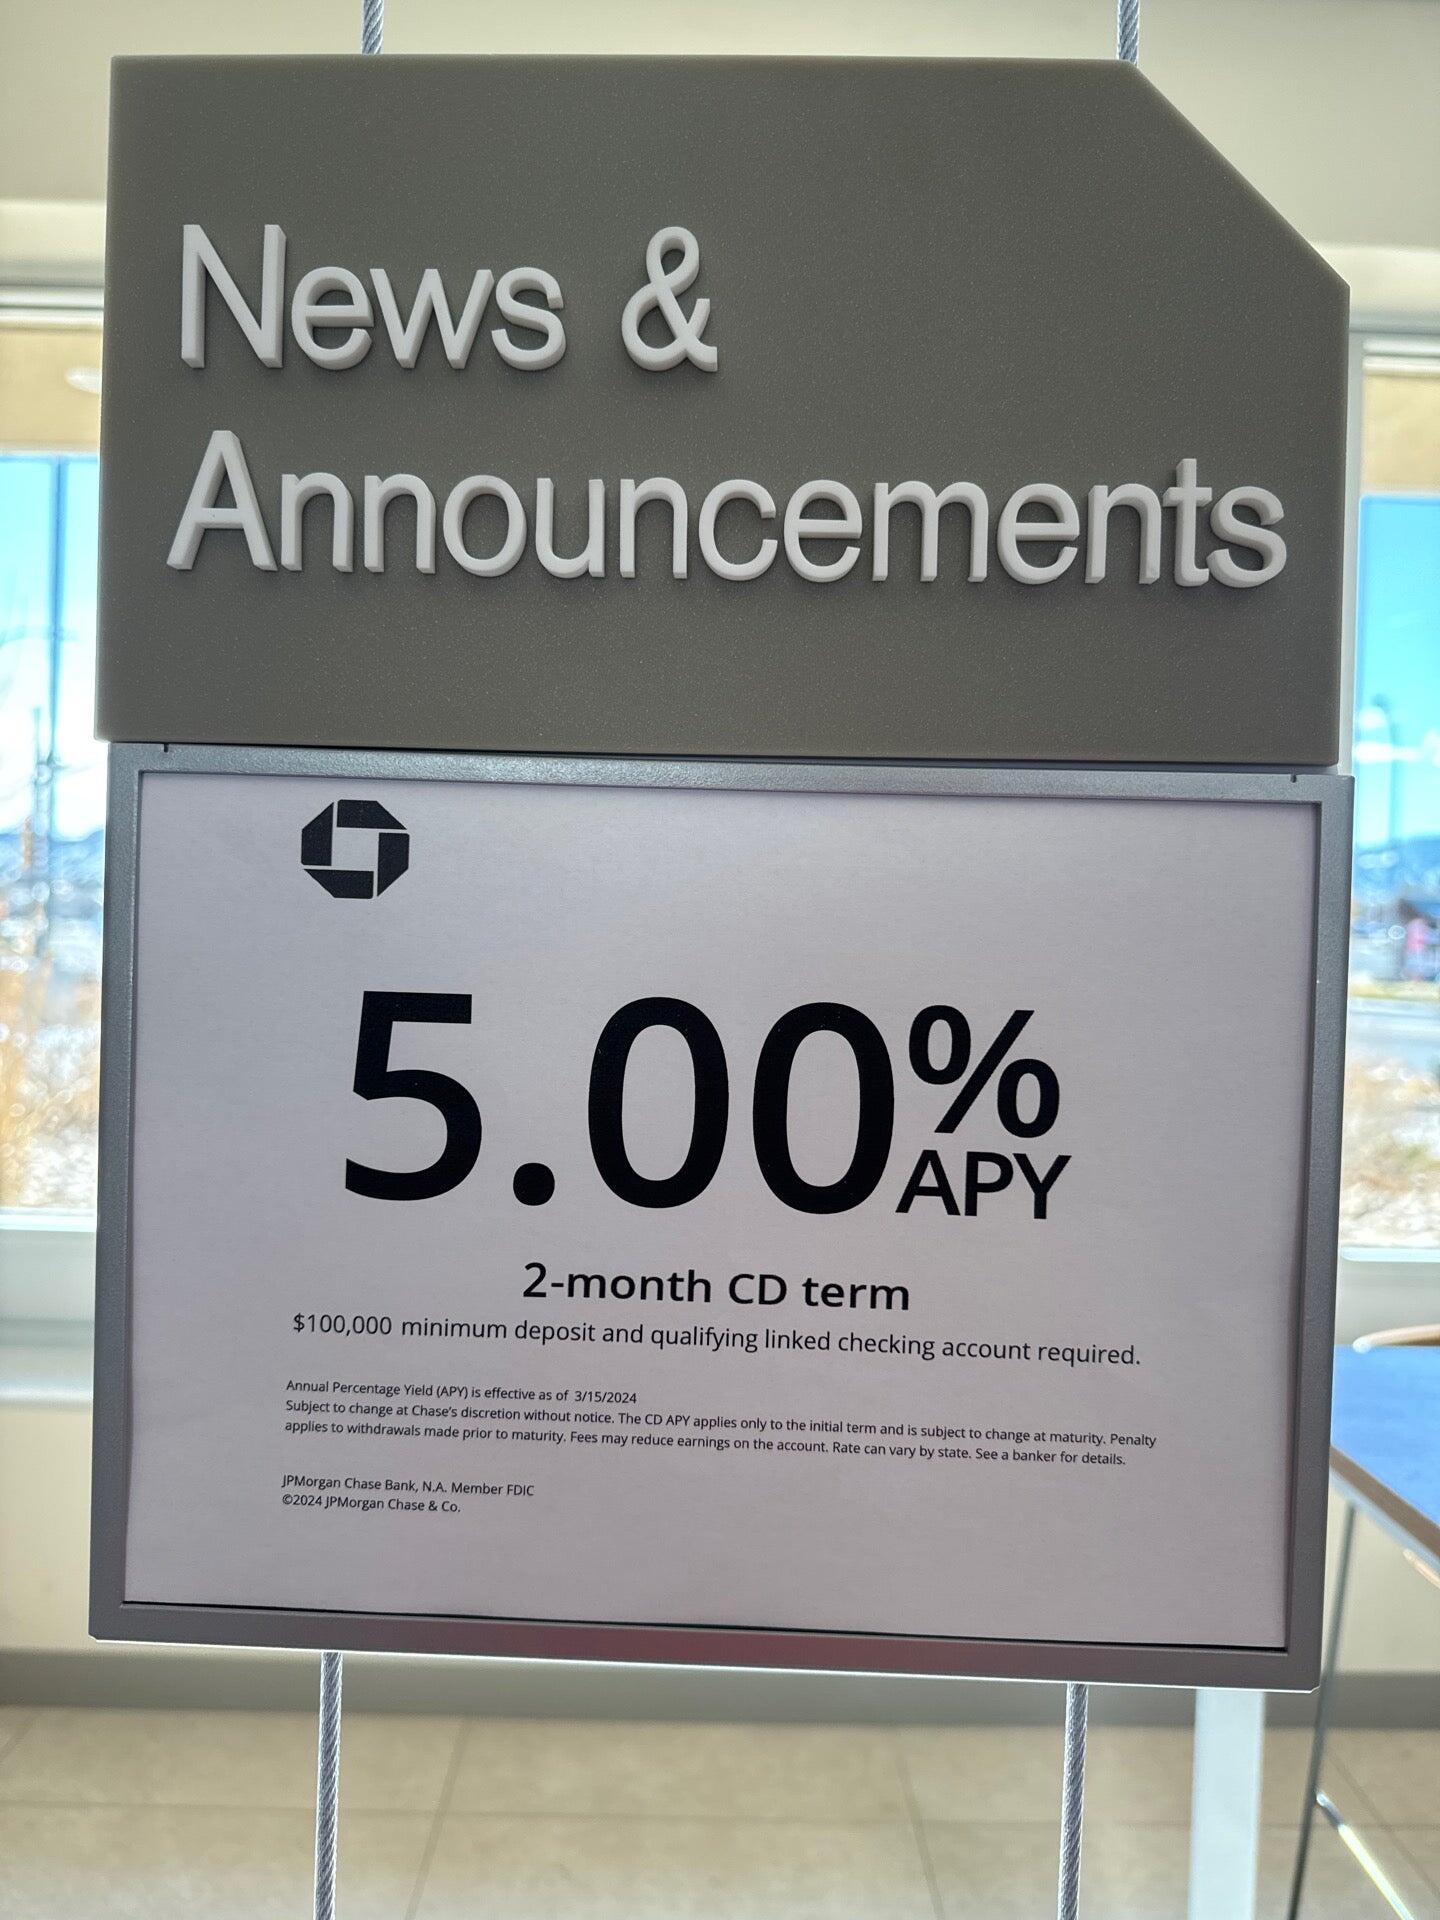 News &
Announcements
5.00%
APY
2-month CD term
$100,000 minimum deposit and qualifying linked checking account required.
Annual Percentage Yield (APY) is effective as of 3/15/2024
Subject to change at Chase's discretion without notice. The CD APY applies only to the initial term and is subject to change at maturity. Penalty
applies to withdrawals made prior to maturity. Fees may reduce earnings on the account. Rate can vary by state. See a banker for details.
JPMorgan Chase Bank, N.A. Member FDIC
©2024 JPMorgan Chase & Co.